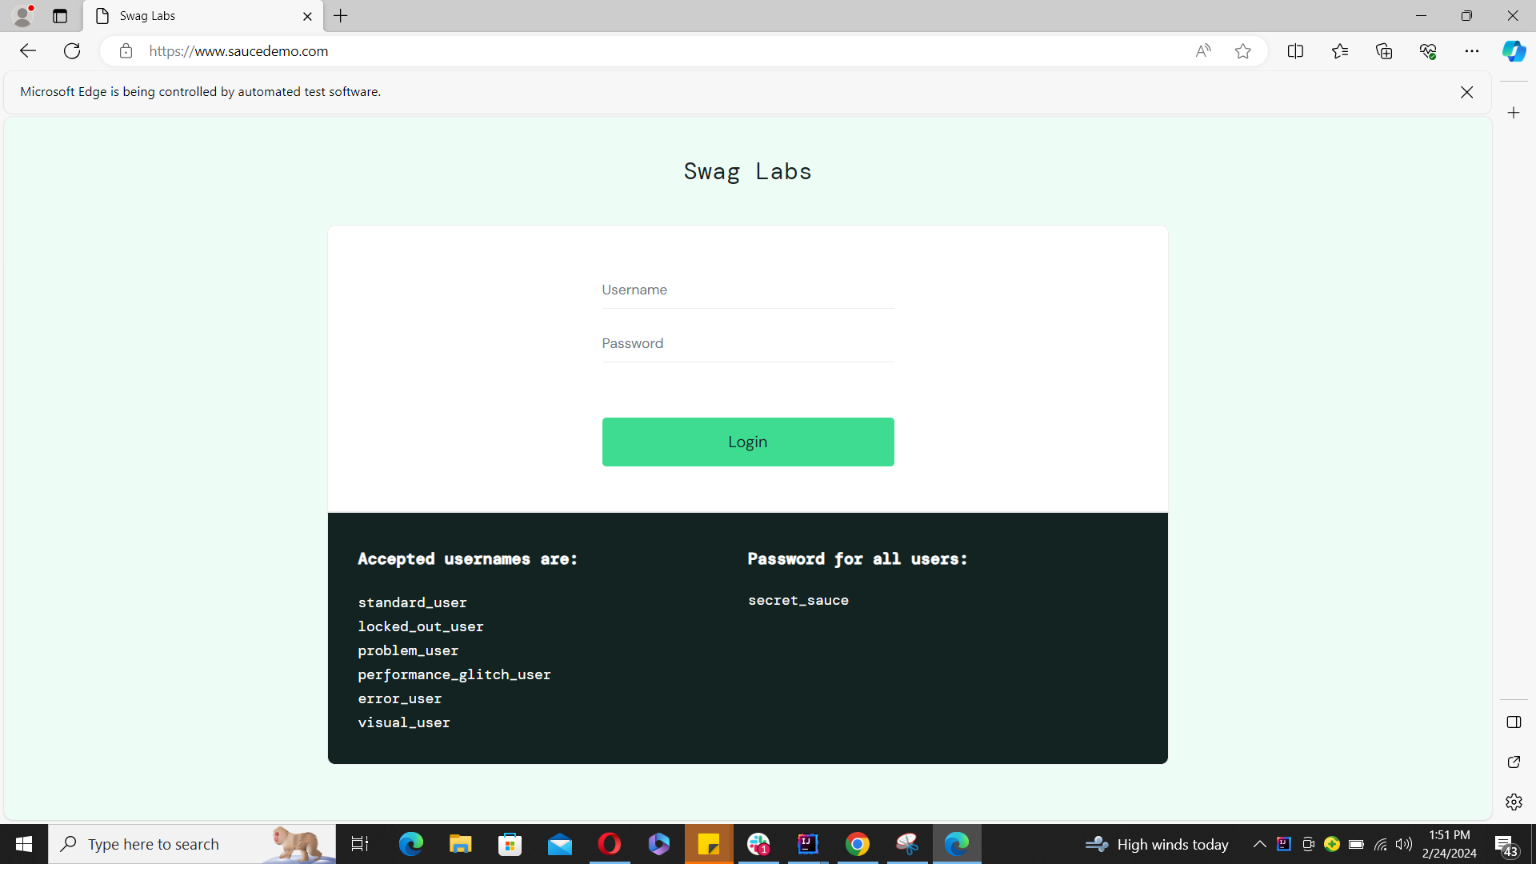 Swag Labs
https://www.saucedemo.com
Microsoft Edge is being controlled by automated test software.
Swag Labs
Username
Password
Login
Accepted usernames are:
standard_user
locked_out_user
problem_user
performance_glitch_user
error_user
visual_user
Password for all users:
secret_sauce
Type here to search
1
High winds today
1:51 PM
2/24/2024
43